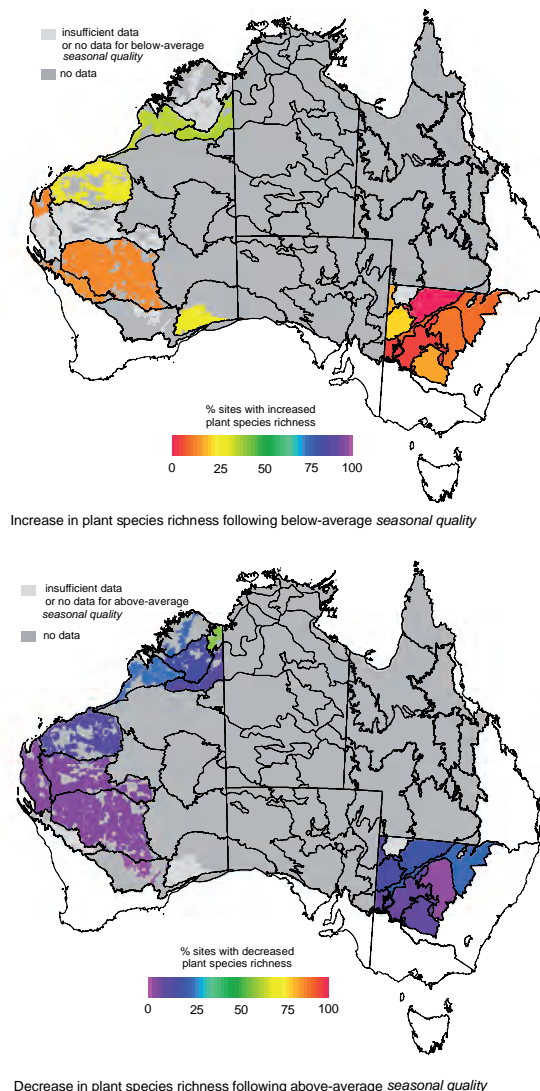 insufficient data
or no data for below-average
seasonal quality
no data
% sites with increased
plant species richness
0 25 50 75 100
Increase in plant species richness following below-average seasonal quality
insufficient data
or no data for above-average
seasonal quality
no data
% sites with decreased
plant species richness
0 25 50 75 100
Decrease in plant species richness following above-average seasonal quality